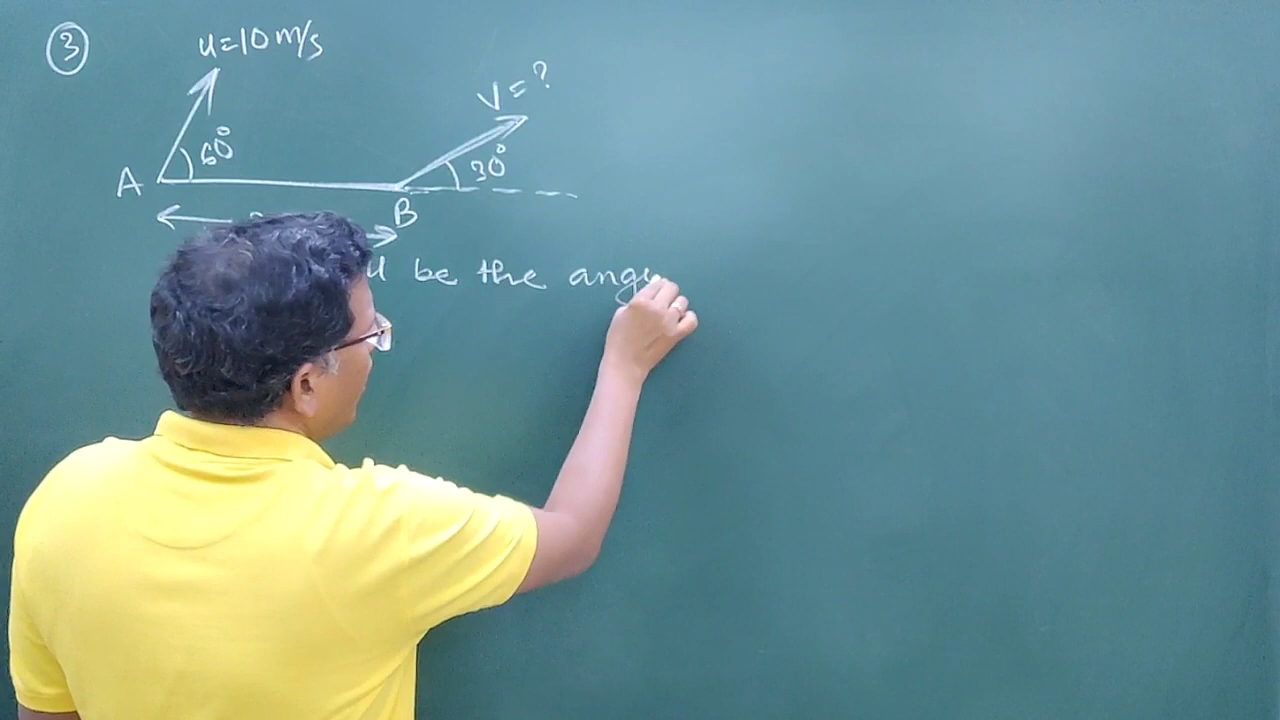 3
u=10 m/s
V = ?
60°
30°
A
B
be the ang